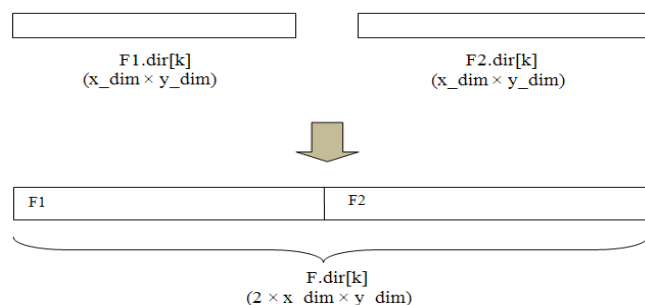 F1.dir[k]
(x_dim × y_dim)
F2.dir[k]
(x_dim × y_dim)
F1
F2
F.dir[k]
(2 × x_dim × y_dim)